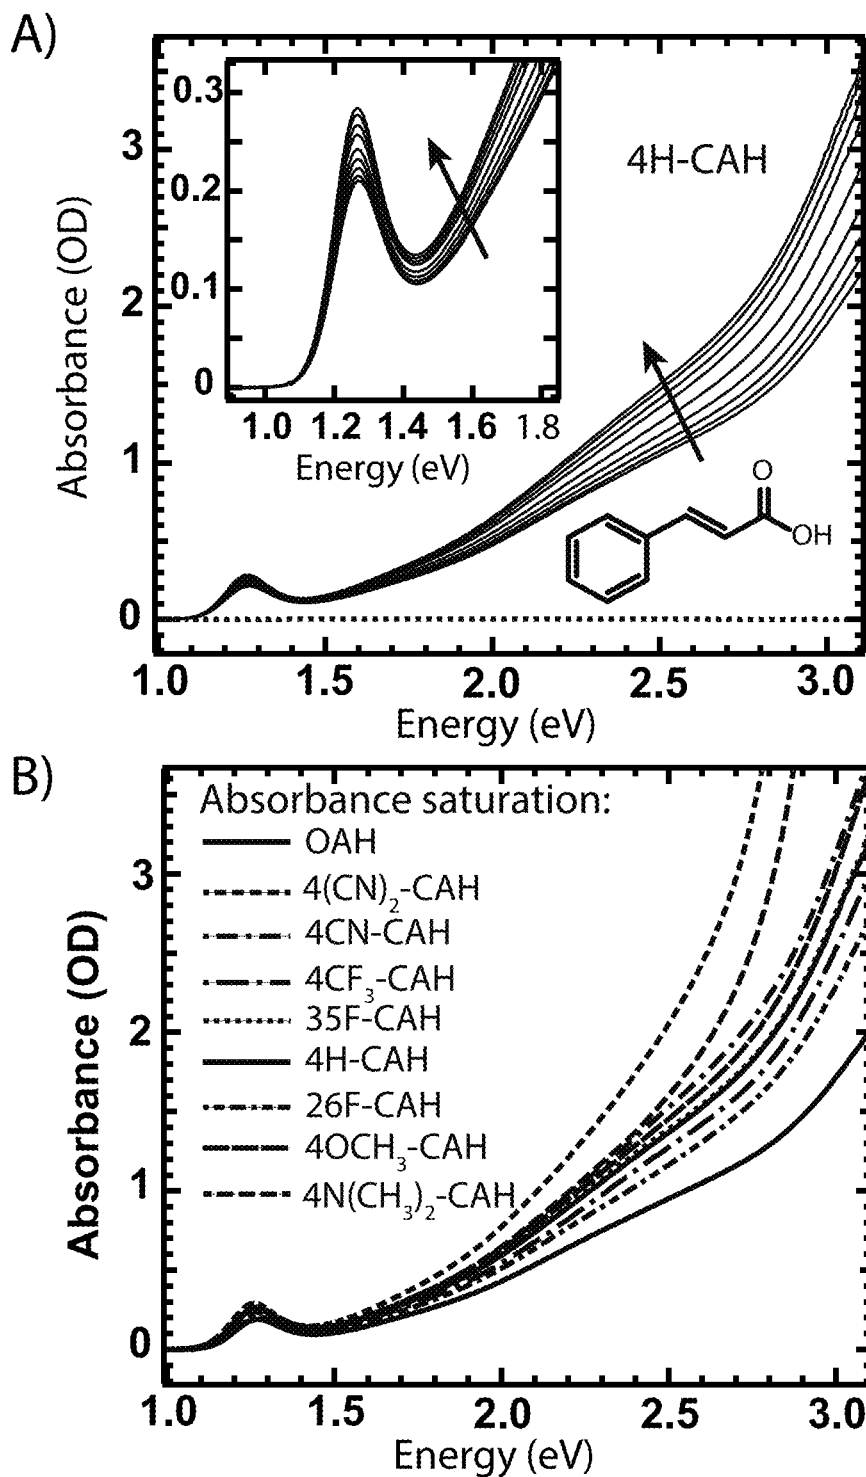 A)
4H-CAH
Absorbance (OD)
3
2
1
0
0.3
0.2
0.1
0
1.0 1.2 1.4 1.6 1.8
Energy (eV)
O
OH
1.0 1.5 2.0 2.5 3.0
Energy (eV)
B)
Absorbance saturation:
OAH
4(CN)₂-CAH
4CN-CAH
4CF₃-CAH
35F-CAH
4H-CAH
26F-CAH
4OCH₃-CAH
4N(CH₃)₂-CAH
Absorbance (OD)
3
2
1
0
1.0 1.5 2.0 2.5 3.0
Energy (eV)